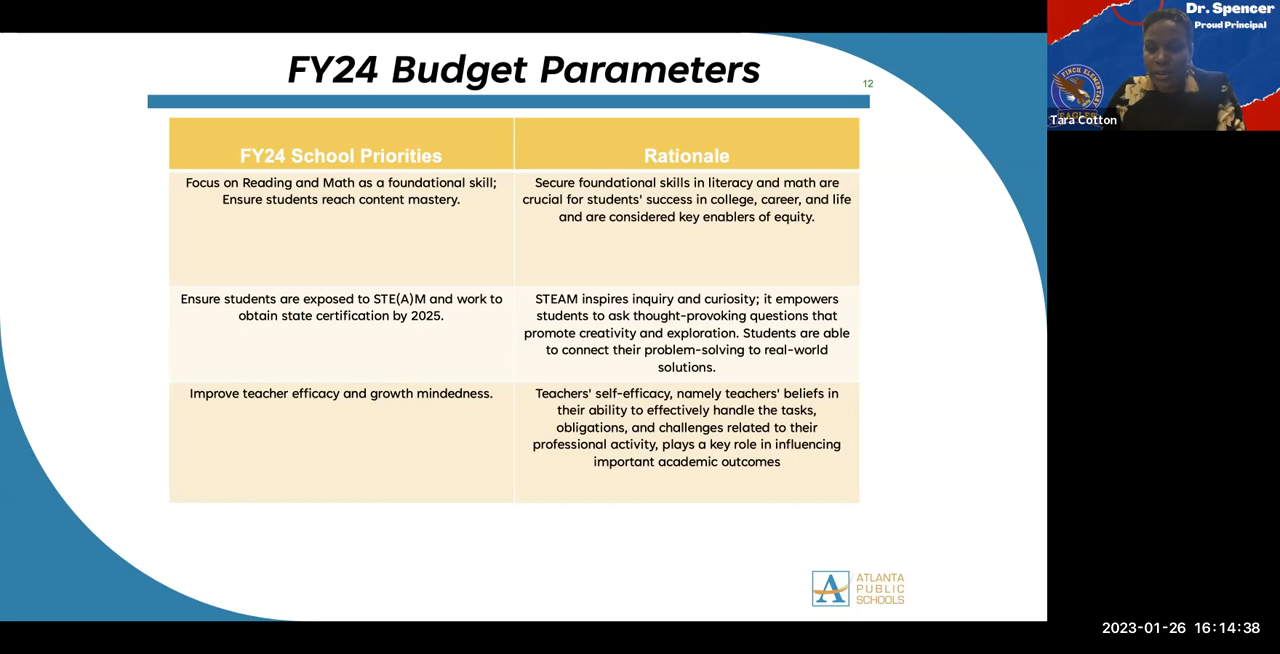 FY24 Budget Parameters
12
FY24 School Priorities
Rationale
Focus on Reading and Math as a foundational skill;
Ensure students reach content mastery.
Secure foundational skills in literacy and math are
crucial for students' success in college, career, and life
and are considered key enablers of equity.
Ensure students are exposed to STE(A)M and work to
obtain state certification by 2025.
STEAM inspires inquiry and curiosity; it empowers
students to ask thought-provoking questions that
promote creativity and exploration. Students are able
to connect their problem-solving to real-world
solutions.
Improve teacher efficacy and growth mindedness.
Teachers' self-efficacy, namely teachers' beliefs in
their ability to effectively handle the tasks,
obligations, and challenges related to their
professional activity, plays a key role in influencing
important academic outcomes
A
ATLANTA
PUBLIC
SCHOOLS
Dr. Spencer
Proud Principal
FINCH ELEMENTARY
EAGLES
Tara Cotton
2023-01-26 16:14:38